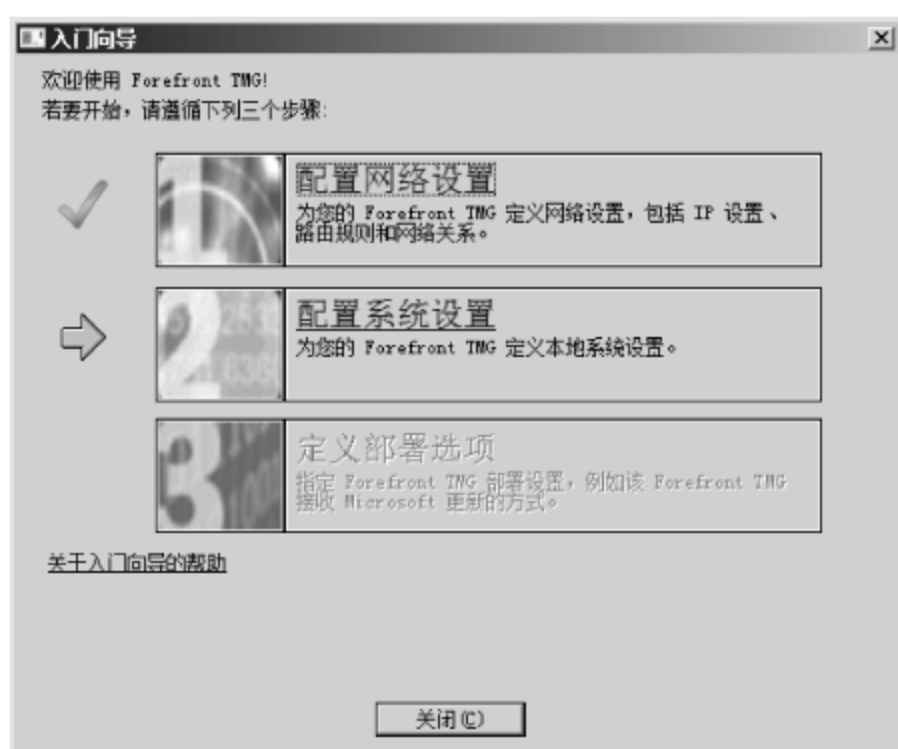 入门向导
欢迎使用 Forefront TMG!
若要开始，请遵循下列三个步骤:
配置网络设置
为您的 Forefront TMG 定义网络设置，包括 IP 设置、
路由规则和网络关系。
配置系统设置
为您的 Forefront TMG 定义本地系统设置。
定义部署选项
指定 Forefront TMG 部署设置，例如该 Forefront TMG
接收 Microsoft 更新的方式。
关于入门向导的帮助
关闭(C)